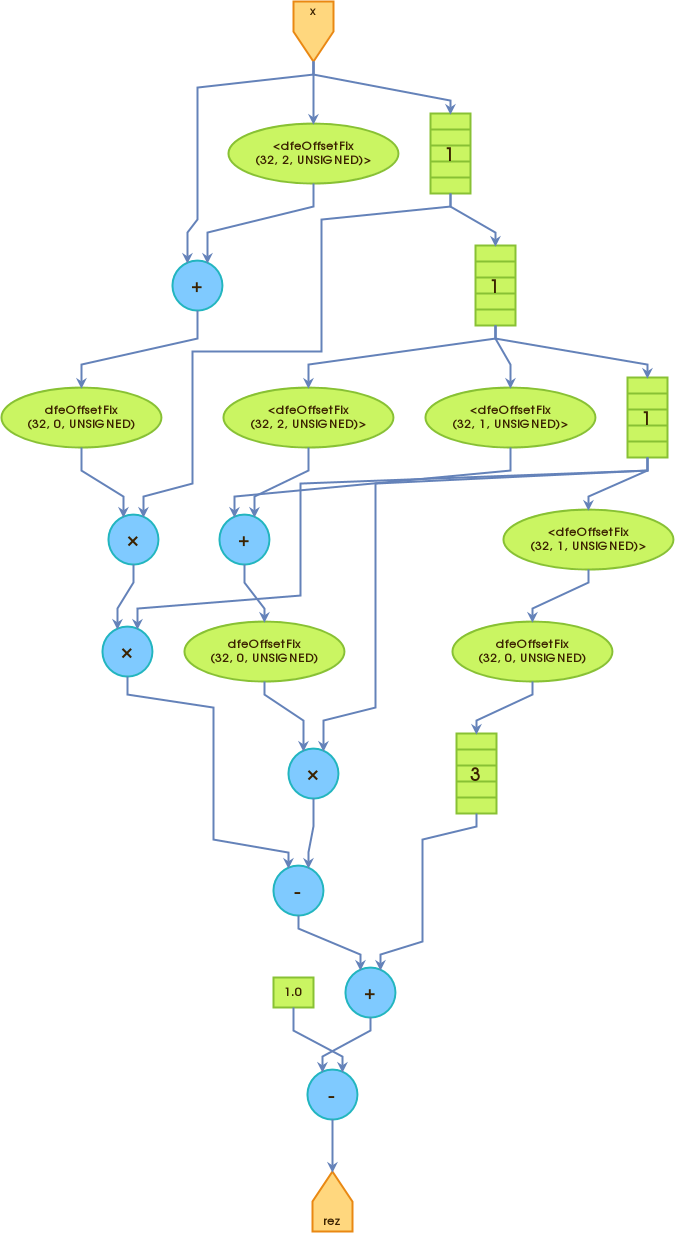 x
<dfeOffsetFix
(32, 2, UNSIGNED)>
1
+
1
dfeOffsetFix
(32, 0, UNSIGNED)
<dfeOffsetFix
(32, 2, UNSIGNED)>
<dfeOffsetFix
(32, 1, UNSIGNED)>
1
×
+
<dfeOffsetFix
(32, 1, UNSIGNED)>
×
dfeOffsetFix
(32, 0, UNSIGNED)
dfeOffsetFix
(32, 0, UNSIGNED)
×
3
-
1.0
+
-
rez